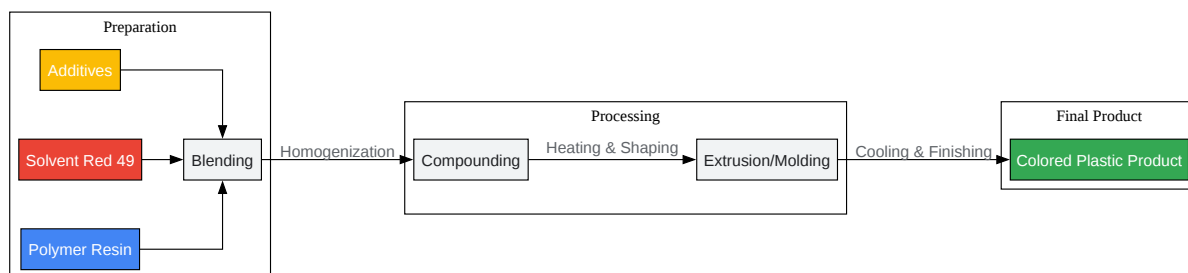 Preparation
Additives
Solvent Red 49
Polymer Resin
Blending
Homogenization
Processing
Compounding
Heating & Shaping
Extrusion/Molding
Cooling & Finishing
Final Product
Colored Plastic Product